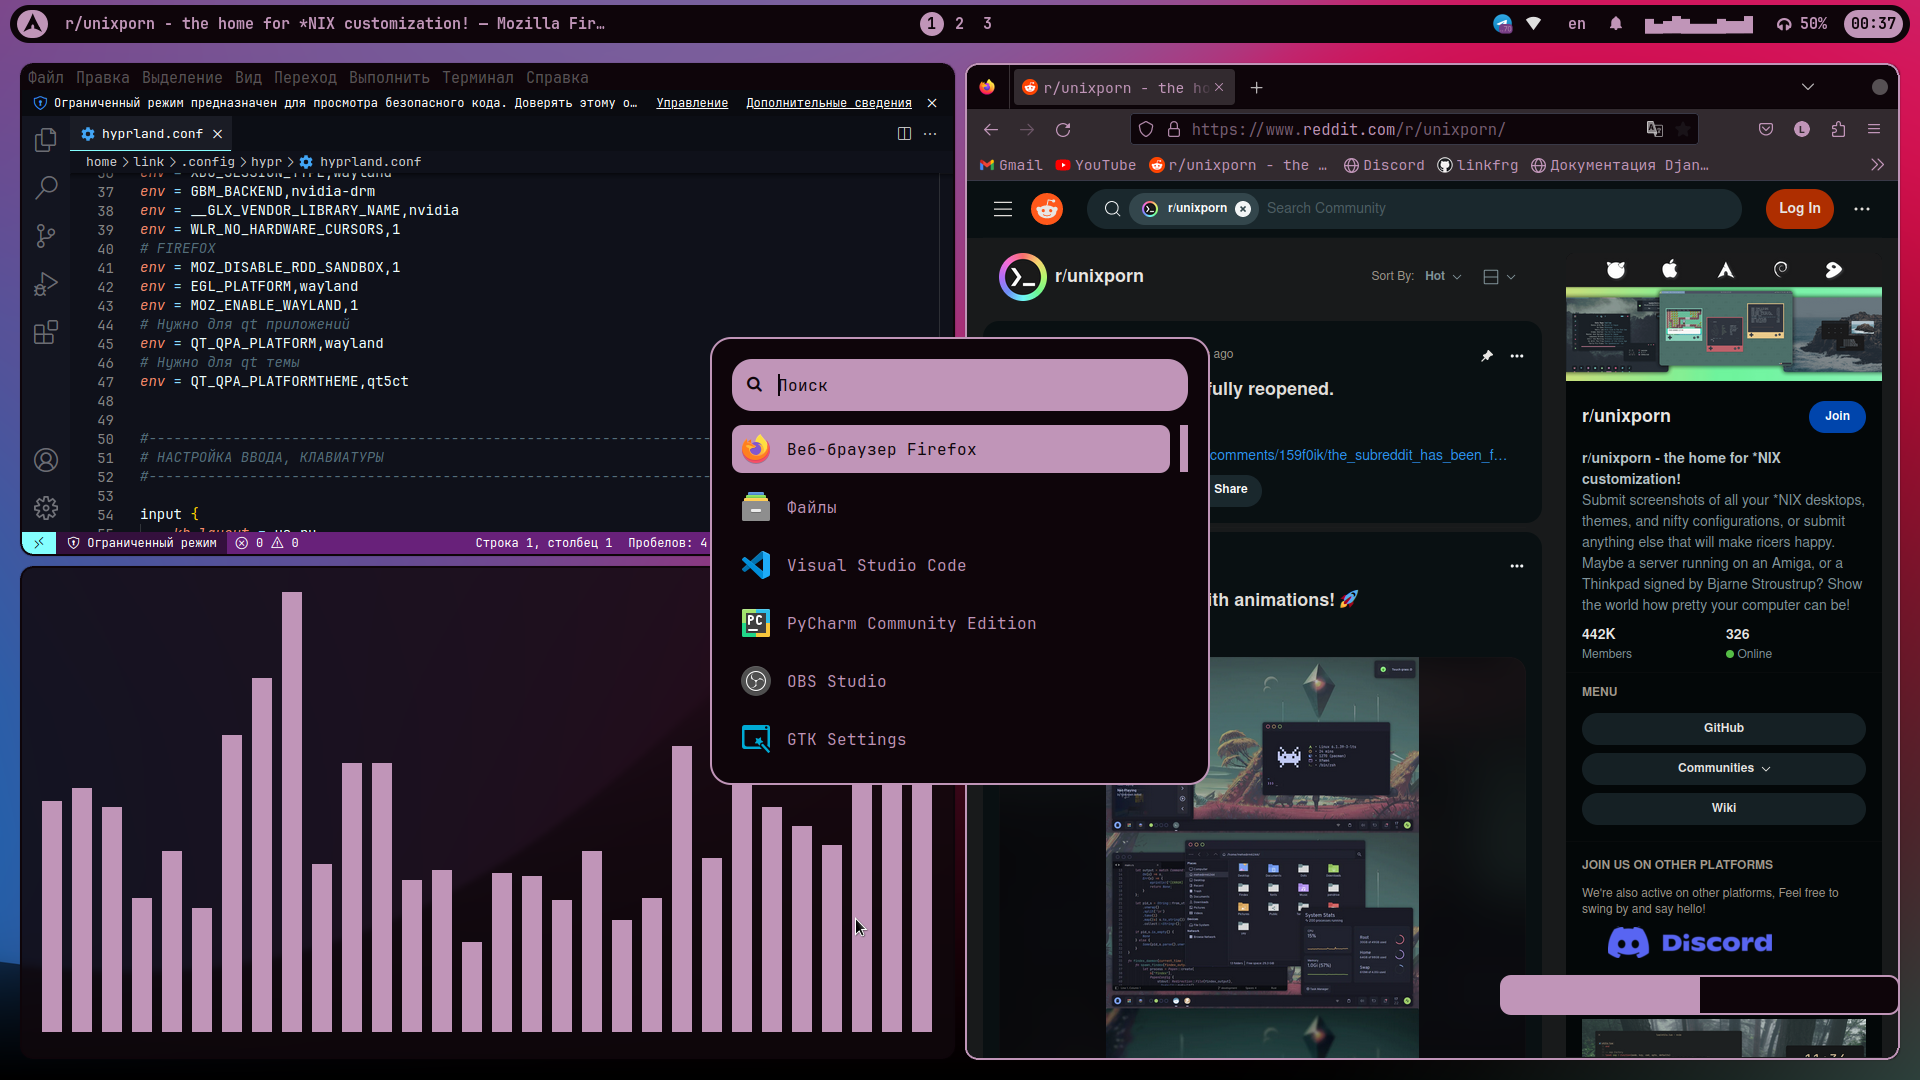 r/unixporn - the home for *NIX customization! — Mozilla Fir…
1 2 3
en
50%
00:37
Файл Правка Выделение Вид Переход Выполнить Терминал Справка
Ограниченный режим предназначен для просмотра безопасного кода. Доверять этому о… Управление Дополнительные сведения
hyprland.conf
home > link > .config > hypr > hyprland.conf
36 env = XDG_SESSION_TYPE,wayland
37 env = GBM_BACKEND,nvidia-drm
38 env = __GLX_VENDOR_LIBRARY_NAME,nvidia
39 env = WLR_NO_HARDWARE_CURSORS,1
40 # FIREFOX
41 env = MOZ_DISABLE_RDD_SANDBOX,1
42 env = EGL_PLATFORM,wayland
43 env = MOZ_ENABLE_WAYLAND,1
44 # Нужно для qt приложений
45 env = QT_QPA_PLATFORM,wayland
46 # Нужно для qt темы
47 env = QT_QPA_PLATFORMTHEME,qt5ct
48
49
50 #--------------------------------------------------------------------
51 # НАСТРОЙКА ВВОДА, КЛАВИАТУРЫ
52 #--------------------------------------------------------------------
53
54 input {
Ограниченный режим 0 0 Строка 1, столбец 1 Пробелов: 4
Поиск
Веб-браузер Firefox
Файлы
Visual Studio Code
PyCharm Community Edition
OBS Studio
GTK Settings
r/unixporn - the ho
https://www.reddit.com/r/unixporn/
L
Gmail YouTube r/unixporn - the … Discord linkfrg Документация Djan…
r/unixporn Search Community Log In
r/unixporn
Sort By: Hot
ago
fully reopened.
comments/159f0ik/the_subreddit_has_been_f…
Share
ith animations! 🚀
System Stats
r/unixporn
Join
r/unixporn - the home for *NIX
customization!
Submit screenshots of all your *NIX desktops,
themes, and nifty configurations, or submit
anything else that will make ricers happy.
Maybe a server running on an Amiga, or a
Thinkpad signed by Bjarne Stroustrup? Show
the world how pretty your computer can be!
442K 326
Members Online
MENU
GitHub
Communities
Wiki
JOIN US ON OTHER PLATFORMS
We're also active on other platforms, Feel free to
swing by and say hello!
Discord